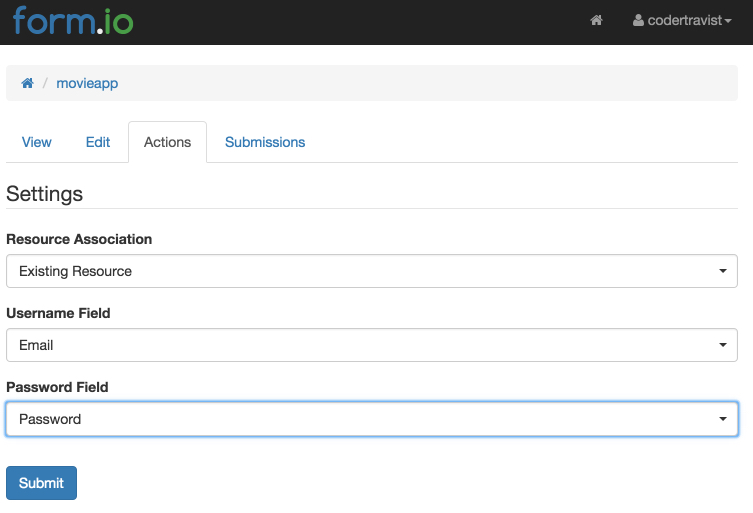 form.io
codertravist
/ movieapp
View Edit Actions Submissions
Settings
Resource Association
Existing Resource
Username Field
Email
Password Field
Password
Submit